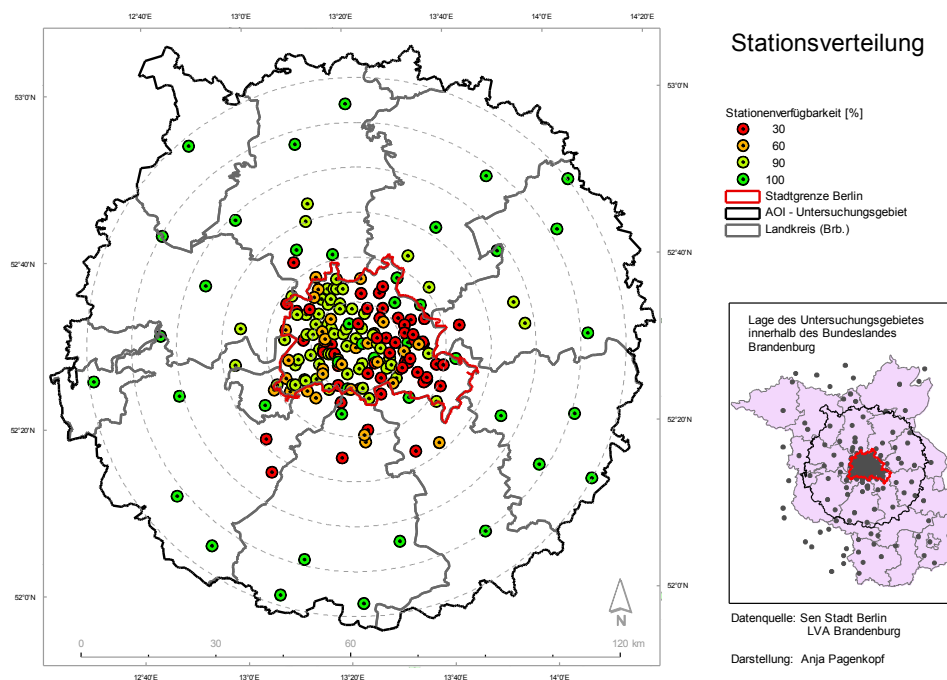 12°40'E 13°0'E 13°20'E 13°40'E 14°0'E 14°20'E
53°0'N 53°0'N
52°40'N 52°40'N
52°20'N 52°20'N
52°0'N 52°0'N
N
0 30 60 120 km
12°40'E 13°0'E 13°20'E 13°40'E 14°0'E
Stationsverteilung
Stationenverfügbarkeit [%]
30
60
90
100
Stadtgrenze Berlin
AOI - Untersuchungsgebiet
Landkreis (Brb.)
Lage des Untersuchungsgebietes
innerhalb des Bundeslandes
Brandenburg
Datenquelle: Sen Stadt Berlin
LVA Brandenburg
Darstellung: Anja Pagenkopf